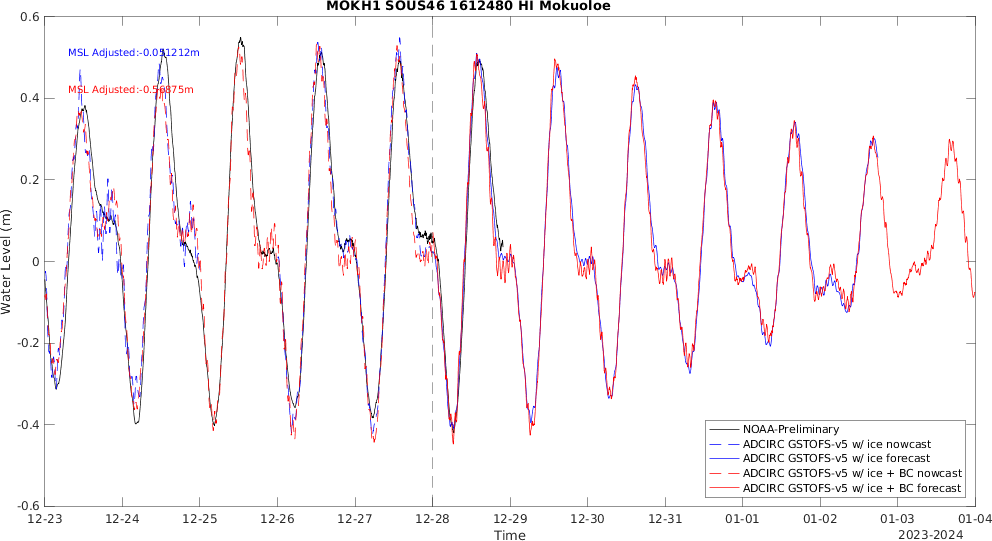 MOKH1 SOUS46 1612480 HI Mokuoloe
MSL Adjusted:-0.051212m
MSL Adjusted:-0.50875m
Water Level (m)
0.6
0.4
0.2
0
-0.2
-0.4
-0.6
12-23 12-24 12-25 12-26 12-27 12-28 12-29 12-30 12-31 01-01 01-02 01-03 01-04
Time
2023-2024
NOAA-Preliminary
ADCIRC GSTOFS-v5 w/ ice nowcast
ADCIRC GSTOFS-v5 w/ ice forecast
ADCIRC GSTOFS-v5 w/ ice + BC nowcast
ADCIRC GSTOFS-v5 w/ ice + BC forecast